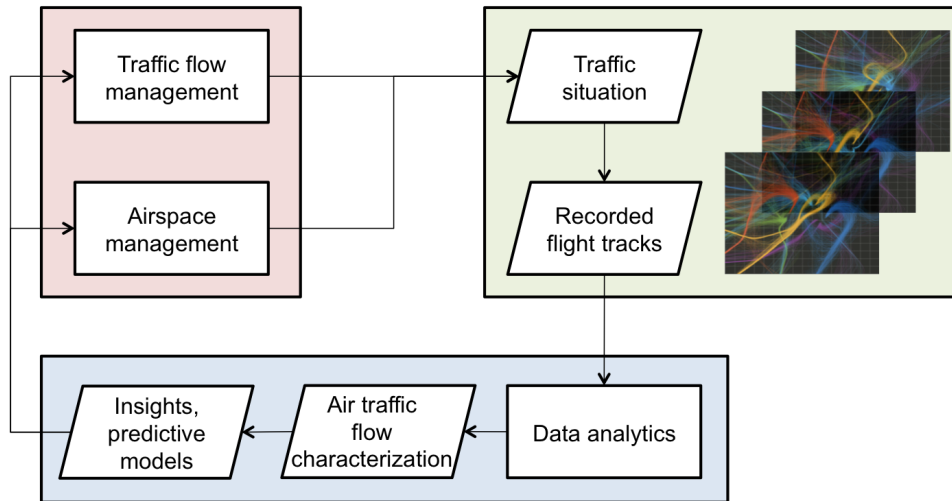 Traffic flow
management
Airspace
management
Traffic
situation
Recorded
flight tracks
Insights,
predictive
models
Air traffic
flow
characterization
Data analytics